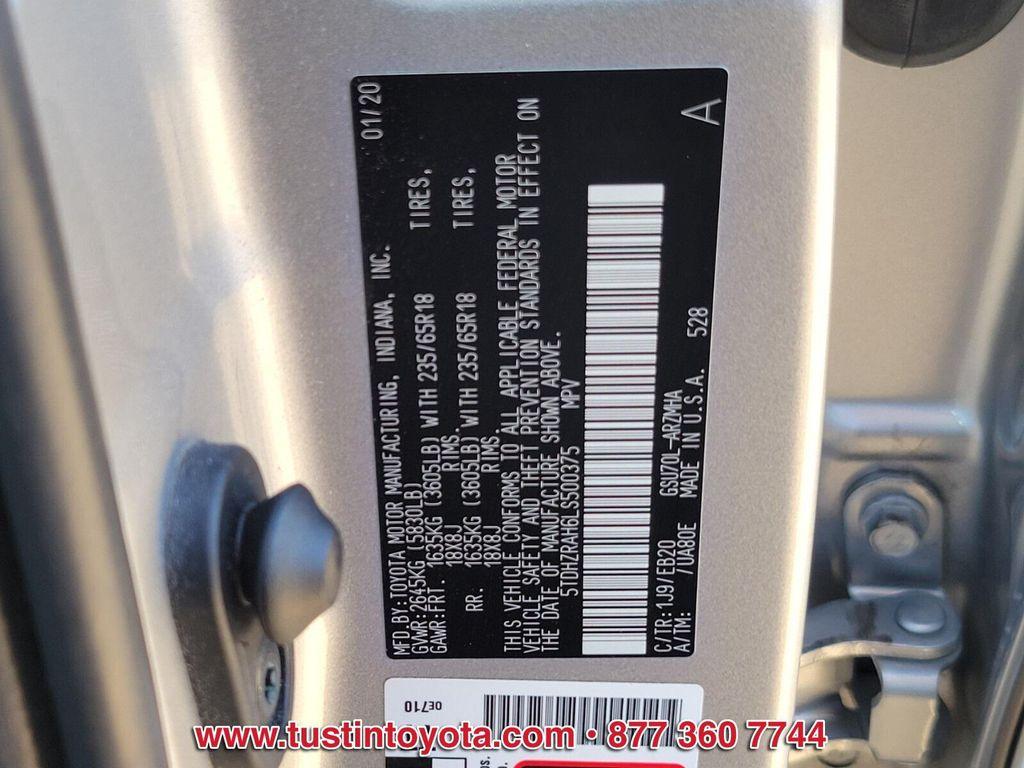 MFD.BY:TOYOTA MOTOR MANUFACTURING, INDIANA, INC. 01/20
GVWR:2645KG (5830LB)
GAWR:FRT. 1635KG (3605LB) WITH 235/65R18 TIRES,
18X8J RIMS.
RR. 1635KG (3605LB) WITH 235/65R18 TIRES,
18X8J RIMS.
THIS VEHICLE CONFORMS TO ALL APPLICABLE FEDERAL MOTOR
VEHICLE SAFETY AND THEFT PREVENTION STANDARDS IN EFFECT ON
THE DATE OF MANUFACTURE SHOWN ABOVE.
5TDHZRAH6LS500375 MPV
C/TR:1J9/EB20 GSU70L-ARZMHA
A/TM: /UA80E MADE IN U.S.A. 528
A
OE710
www.tustintoyota.com • 877 360 7744